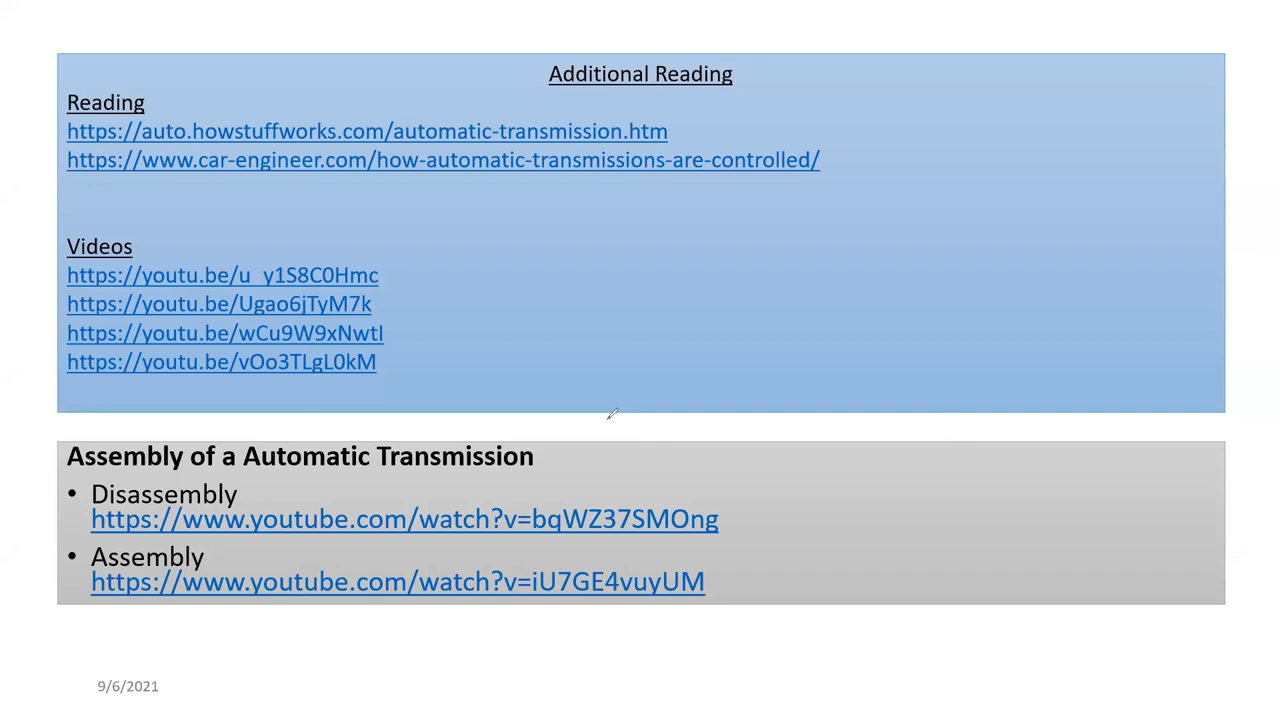 Additional Reading
Reading
https://auto.howstuffworks.com/automatic-transmission.htm
https://www.car-engineer.com/how-automatic-transmissions-are-controlled/
Videos
https://youtu.be/u_y1S8C0Hmc
https://youtu.be/Ugao6jTyM7k
https://youtu.be/wCu9W9xNwtI
https://youtu.be/vOo3TLgL0kM
Assembly of a Automatic Transmission
• Disassembly
https://www.youtube.com/watch?v=bqWZ37SMOng
• Assembly
https://www.youtube.com/watch?v=iU7GE4vuyUM
9/6/2021